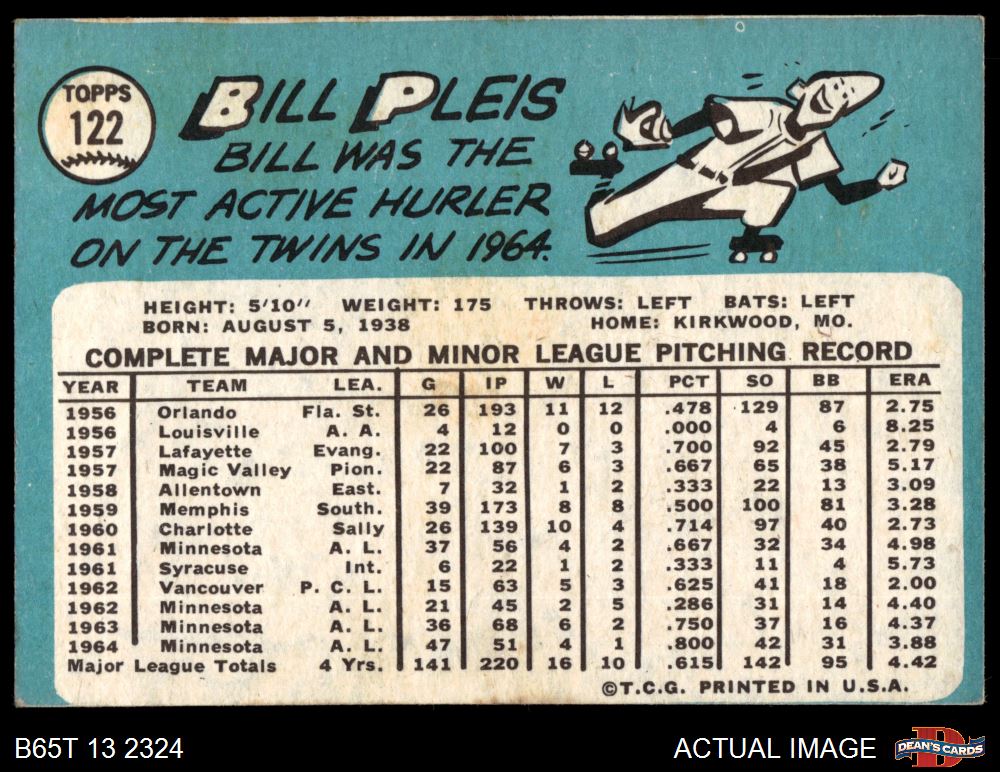 TOPPS
122
BILL PLEIS
BILL WAS THE
MOST ACTIVE HURLER
ON THE TWINS IN 1964.
HEIGHT: 5'10" WEIGHT: 175 THROWS: LEFT BATS: LEFT
BORN: AUGUST 5, 1938 HOME: KIRKWOOD, MO.
COMPLETE MAJOR AND MINOR LEAGUE PITCHING RECORD
YEAR TEAM LEA. G IP W L PCT SO BB ERA
1956 Orlando Fla. St. 26 193 11 12 .478 129 87 2.75
1956 Louisville A. A. 4 12 0 0 .000 4 6 8.25
1957 Lafayette Evang. 22 100 7 3 .700 92 45 2.79
1957 Magic Valley Pion. 22 87 6 3 .667 65 38 5.17
1958 Allentown East. 7 32 1 2 .333 22 13 3.09
1959 Memphis South. 39 173 8 8 .500 100 81 3.28
1960 Charlotte Sally 26 139 10 4 .714 97 40 2.73
1961 Minnesota A. L. 37 56 4 2 .667 32 34 4.98
1961 Syracuse Int. 6 22 1 2 .333 11 4 5.73
1962 Vancouver P. C. L. 15 63 5 3 .625 41 18 2.00
1962 Minnesota A. L. 21 45 2 5 .286 31 14 4.40
1963 Minnesota A. L. 36 68 6 2 .750 37 16 4.37
1964 Minnesota A. L. 47 51 4 1 .800 42 31 3.88
Major League Totals 4 Yrs. 141 220 16 10 .615 142 95 4.42
©T.C.G. PRINTED IN U.S.A.
B65T 13 2324 ACTUAL IMAGE DEAN'S CARDS